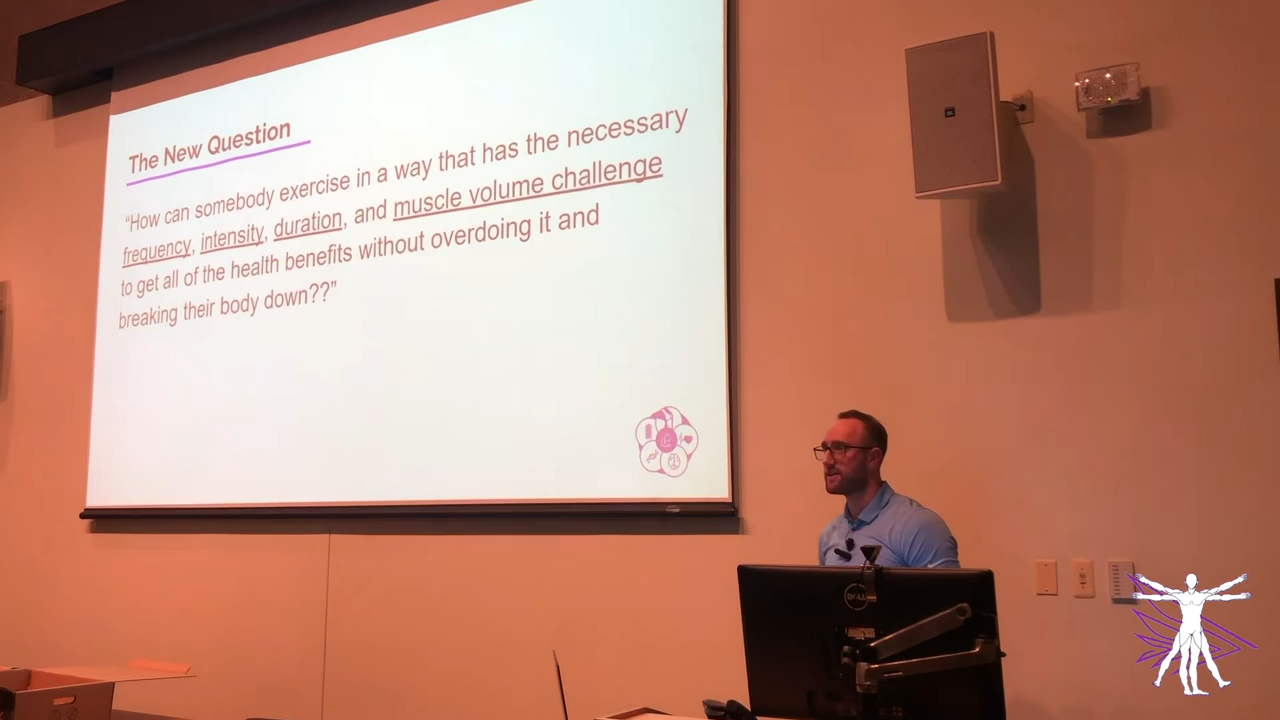 The New Question
“How can somebody exercise in a way that has the necessary
frequency, intensity, duration, and muscle volume challenge
to get all of the health benefits without overdoing it and
breaking their body down??”
DELL